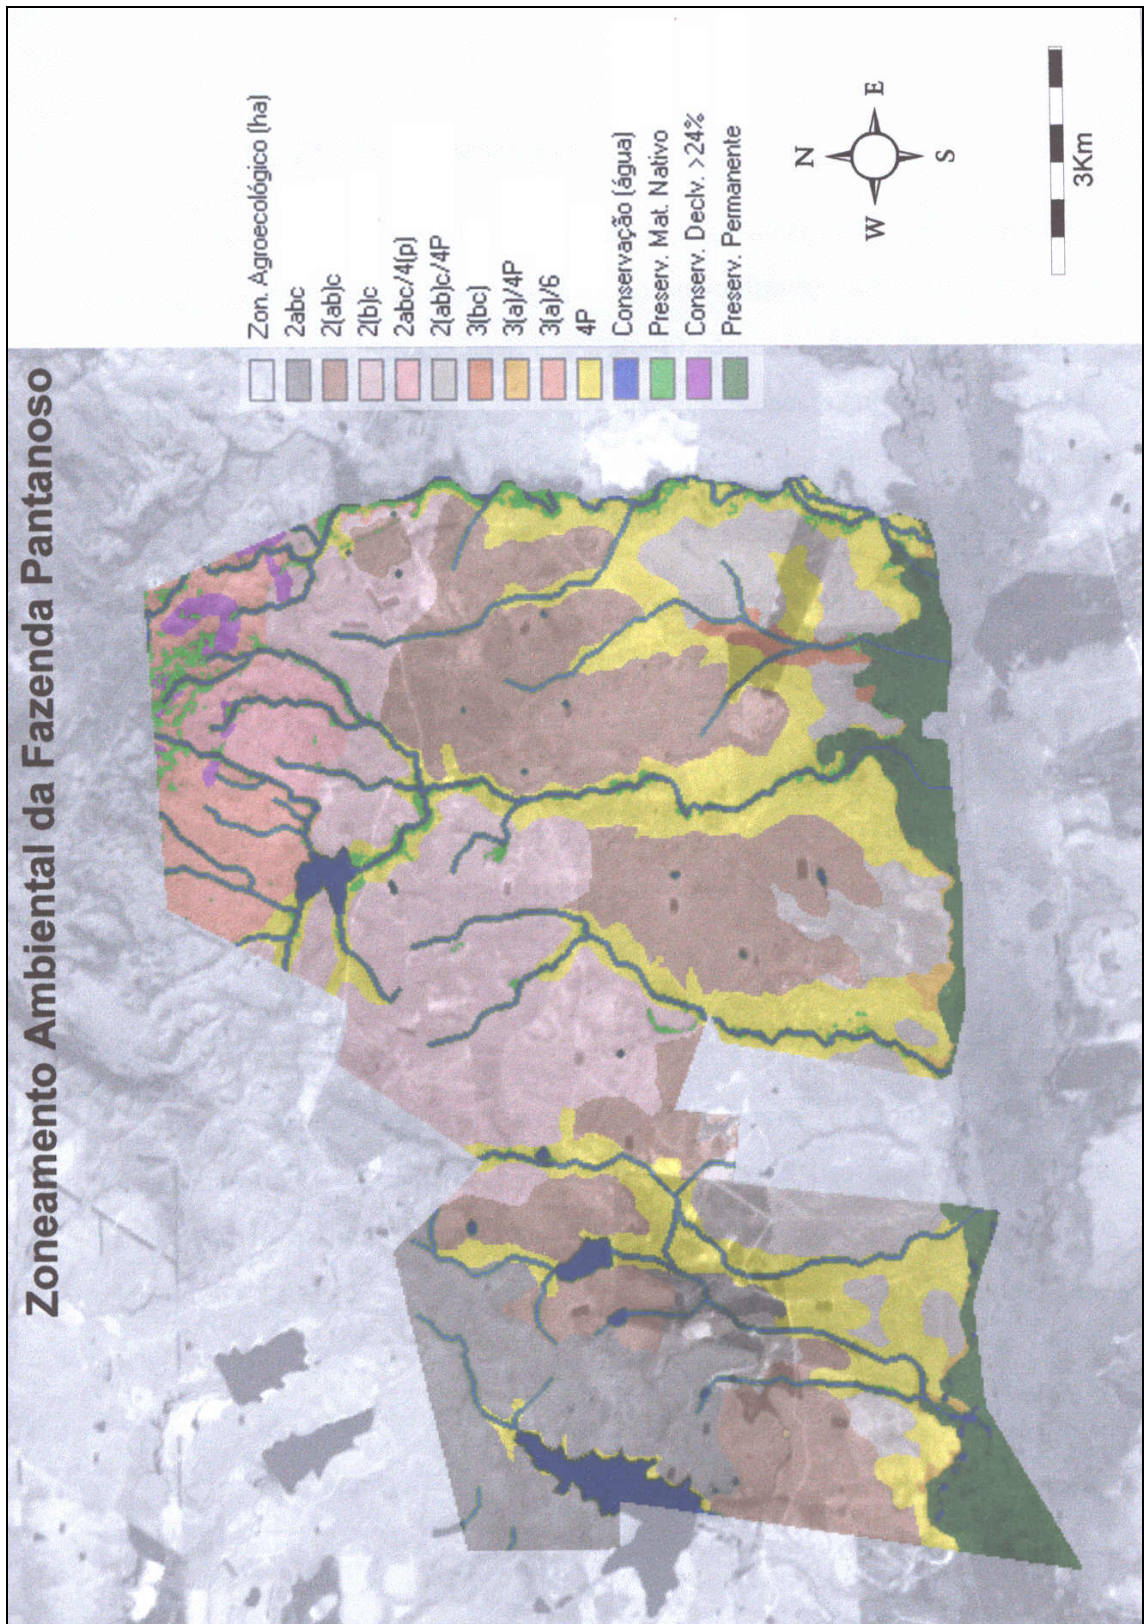 Zoneamento Ambiental da Fazenda Pantanoso
Zon. Agroecológico (ha)
2abc
2(ab)c
2(b)c
2abc/4(p)
2(ab)c/4P
3(bc)
3(a)/4P
3(a)/6
4P
Conservação (água)
Preserv. Mat. Nativo
Conserv. Declv. >24%
Preserv. Permanente
N
W
E
S
3Km